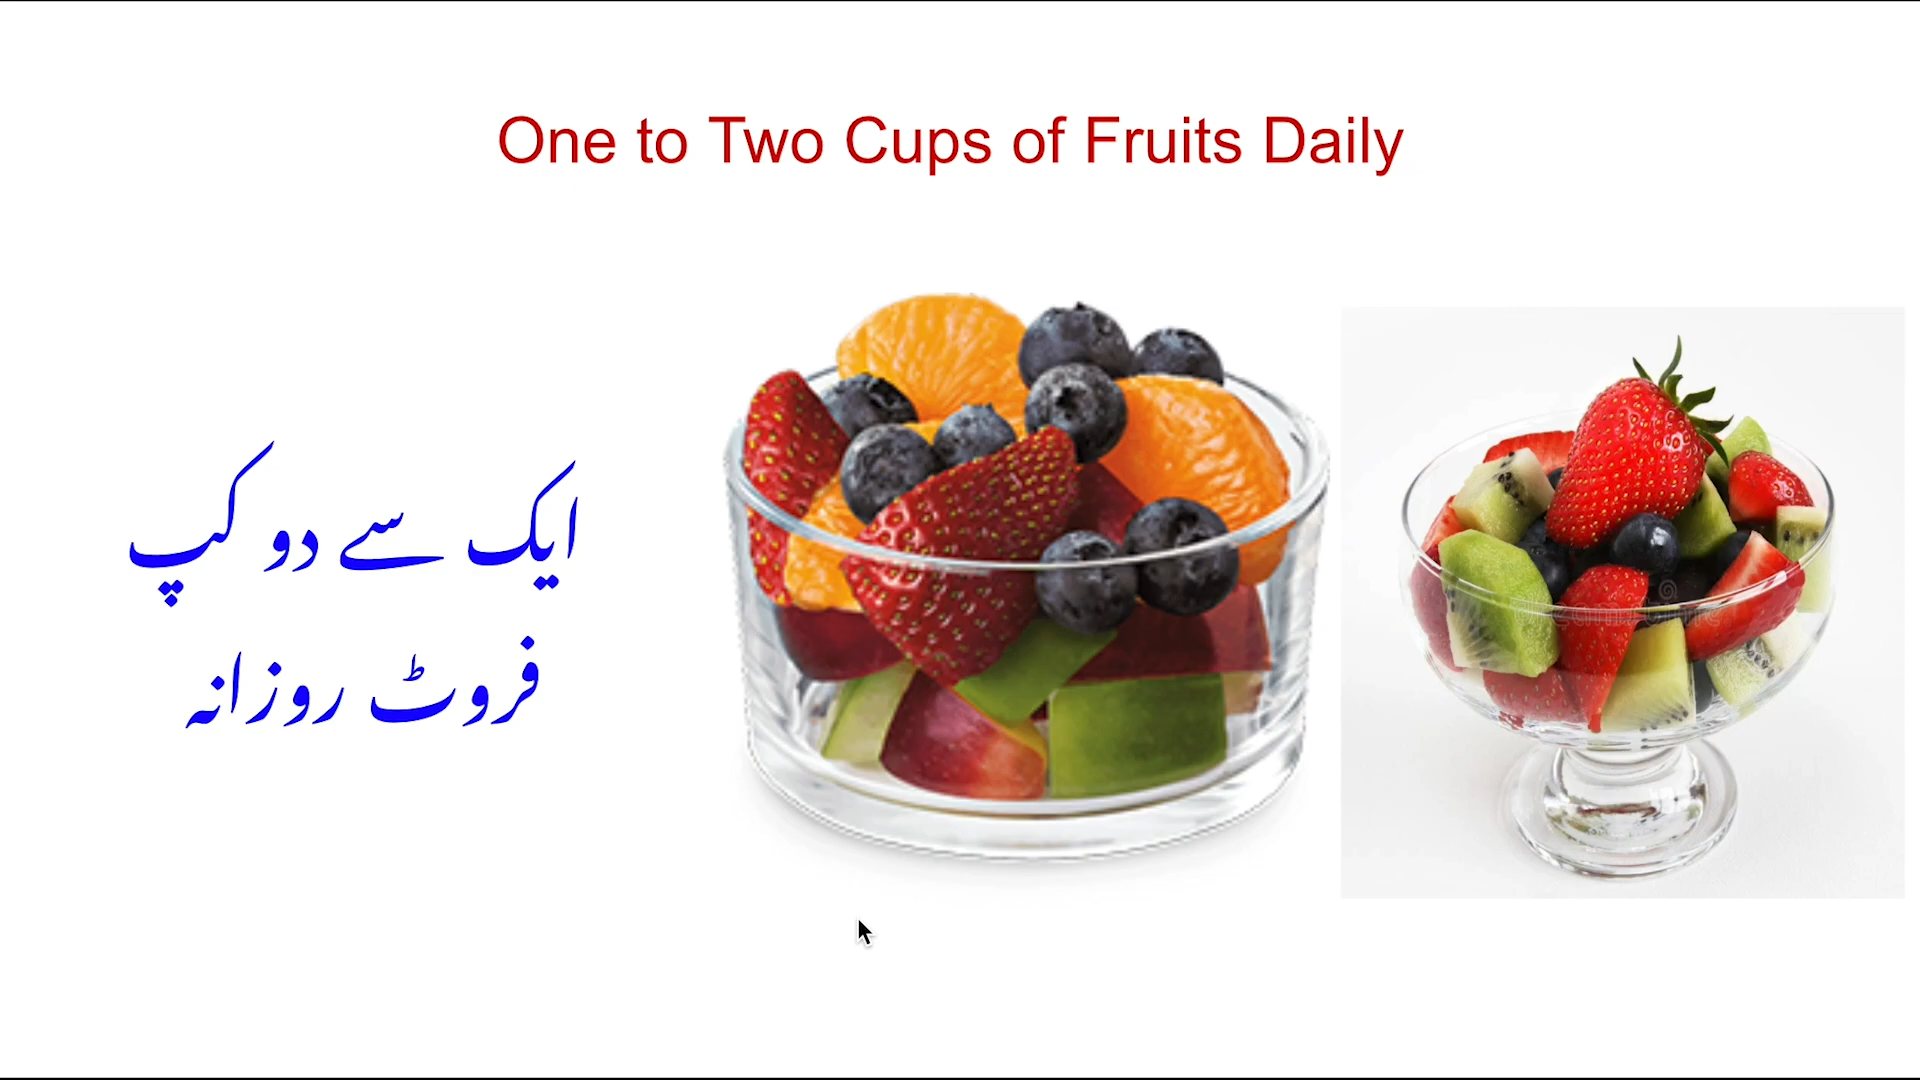 One to Two Cups of Fruits Daily
ایک سے دو کپ
فروٹ روزانہ